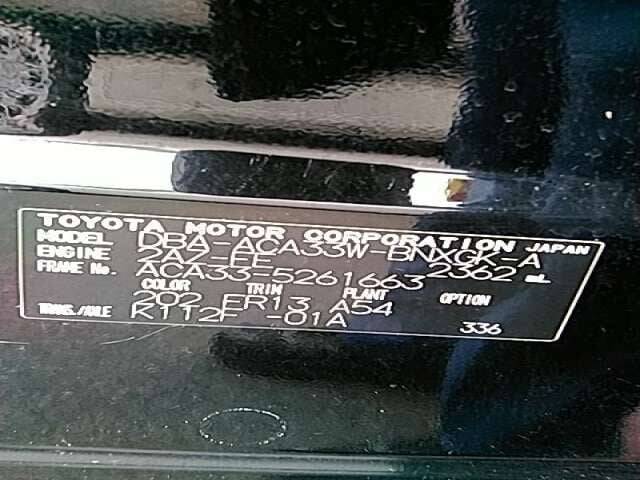 TOYOTA MOTOR CORPORATION JAPAN
MODEL DBA-ACA33W-BNXGK-A
ENGINE 2AZ-FE 2362 mL
FRAME No. ACA33-5261663
COLOR TRIM PLANT OPTION
202 FR13 A54
TRANS./AXLE K112F -01A 336